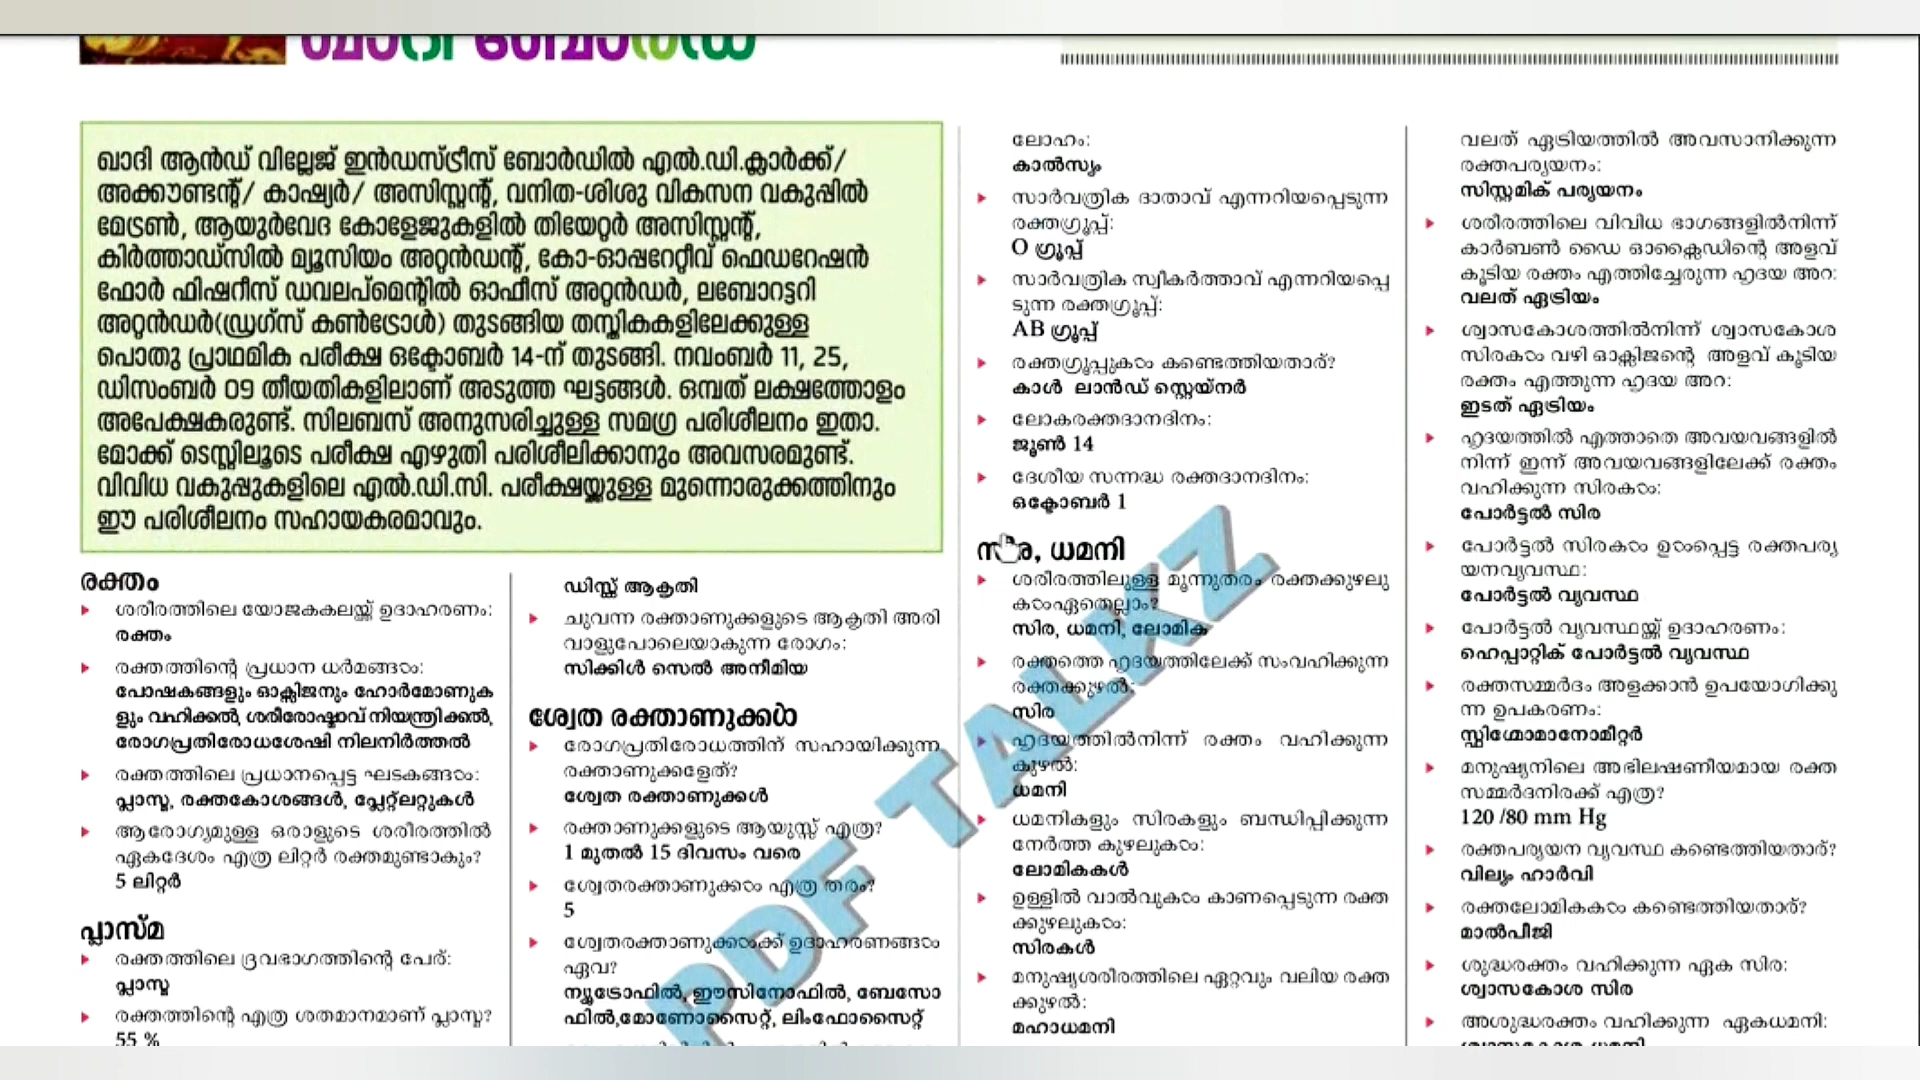 ഖാദി ബോർഡ്
ഖാദി ആൻഡ് വില്ലേജ് ഇൻഡസ്ട്രീസ് ബോർഡിൽ എൽ.ഡി.ക്ലാർക്ക്/
അക്കൗണ്ടന്റ്/ കാഷ്യർ/ അസിസ്റ്റന്റ്, വനിത-ശിശു വികസന വകുപ്പിൽ
മേട്രൺ, ആയുർവേദ കോളേജുകളിൽ തിയേറ്റർ അസിസ്റ്റന്റ്,
കിർത്താഡ്സിൽ മ്യൂസിയം അറ്റൻഡന്റ്, കോ-ഓപ്പറേറ്റീവ് ഫെഡറേഷൻ
ഫോർ ഫിഷറീസ് ഡവലപ്മെന്റിൽ ഓഫീസ് അറ്റൻഡർ, ലബോറട്ടറി
അറ്റൻഡർ(ഡ്രഗ്സ് കൺട്രോൾ) തുടങ്ങിയ തസ്തികകളിലേക്കുള്ള
പൊതു പ്രാഥമിക പരീക്ഷ ഒക്ടോബർ 14-ന് തുടങ്ങി. നവംബർ 11, 25,
ഡിസംബർ 09 തീയതികളിലാണ് അടുത്ത ഘട്ടങ്ങൾ. ഒമ്പത് ലക്ഷത്തോളം
അപേക്ഷകരുണ്ട്. സിലബസ് അനുസരിച്ചുള്ള സമഗ്ര പരിശീലനം ഇതാ.
മോക്ക് ടെസ്റ്റിലൂടെ പരീക്ഷ എഴുതി പരിശീലിക്കാനും അവസരമുണ്ട്.
വിവിധ വകുപ്പുകളിലെ എൽ.ഡി.സി. പരീക്ഷയ്ക്കുള്ള മുന്നൊരുക്കത്തിനും
ഈ പരിശീലനം സഹായകരമാവും.
രക്തം
ശരീരത്തിലെ യോജകകലയ്ക്ക് ഉദാഹരണം:
രക്തം
രക്തത്തിന്റെ പ്രധാന ധർമങ്ങൾ:
പോഷകങ്ങളും ഓക്സിജനും ഹോർമോണുക
ളും വഹിക്കൽ, ശരീരോഷ്മാവ് നിയന്ത്രിക്കൽ,
രോഗപ്രതിരോധശേഷി നിലനിർത്തൽ
രക്തത്തിലെ പ്രധാനപ്പെട്ട ഘടകങ്ങൾ:
പ്ലാസ്മ, രക്തകോശങ്ങൾ, പ്ലേറ്റ്‌ലറ്റുകൾ
ആരോഗ്യമുള്ള ഒരാളുടെ ശരീരത്തിൽ
ഏകദേശം എത്ര ലിറ്റർ രക്തമുണ്ടാകും?
5 ലിറ്റർ
പ്ലാസ്മ
രക്തത്തിലെ ദ്രവഭാഗത്തിന്റെ പേര്:
പ്ലാസ്മ
രക്തത്തിന്റെ എത്ര ശതമാനമാണ് പ്ലാസ്മ?
55 %
ഡിസ്ക് ആകൃതി
ചുവന്ന രക്താണുക്കളുടെ ആകൃതി അരി
വാളുപോലെയാകുന്ന രോഗം:
സിക്കിൾ സെൽ അനീമിയ
ശ്വേത രക്താണുക്കൾ
രോഗപ്രതിരോധത്തിന് സഹായിക്കുന്ന
രക്താണുക്കളേത്?
ശ്വേത രക്താണുക്കൾ
രക്താണുക്കളുടെ ആയുസ്സ് എത്ര?
1 മുതൽ 15 ദിവസം വരെ
ശ്വേതരക്താണുക്കൾ എത്ര തരം?
5
ശ്വേതരക്താണുക്കൾക്ക് ഉദാഹരണങ്ങൾ
ഏവ?
ന്യൂട്രോഫിൽ, ഈസിനോഫിൽ, ബേസോ
ഫിൽ,മോണോസൈറ്റ്, ലിംഫോസൈറ്റ്
ലോഹം:
കാൽസ്യം
സാർവത്രിക ദാതാവ് എന്നറിയപ്പെടുന്ന
രക്തഗ്രൂപ്പ്:
O ഗ്രൂപ്പ്
സാർവത്രിക സ്വീകർത്താവ് എന്നറിയപ്പെ
ടുന്ന രക്തഗ്രൂപ്പ്:
AB ഗ്രൂപ്പ്
രക്തഗ്രൂപ്പുകൾ കണ്ടെത്തിയതാര്?
കാൾ ലാൻഡ് സ്റ്റെയ്നർ
ലോകരക്തദാനദിനം:
ജൂൺ 14
ദേശീയ സന്നദ്ധ രക്തദാനദിനം:
ഒക്ടോബർ 1
സിര, ധമനി
ശരീരത്തിലുള്ള മൂന്നുതരം രക്തക്കുഴലു
കൾഏതെല്ലാം?
സിര, ധമനി, ലോമിക
രക്തത്തെ ഹൃദയത്തിലേക്ക് സംവഹിക്കുന്ന
രക്തക്കുഴൽ:
സിര
ഹൃദയത്തിൽനിന്ന് രക്തം വഹിക്കുന്ന
കുഴൽ:
ധമനി
ധമനികളും സിരകളും ബന്ധിപ്പിക്കുന്ന
നേർത്ത കുഴലുകൾ:
ലോമികകൾ
ഉള്ളിൽ വാൽവുകൾ കാണപ്പെടുന്ന രക്ത
ക്കുഴലുകൾ:
സിരകൾ
മനുഷ്യശരീരത്തിലെ ഏറ്റവും വലിയ രക്ത
ക്കുഴൽ:
മഹാധമനി
വലത് ഏട്രിയത്തിൽ അവസാനിക്കുന്ന
രക്തപര്യയനം:
സിസ്റ്റമിക് പര്യയനം
ശരീരത്തിലെ വിവിധ ഭാഗങ്ങളിൽനിന്ന്
കാർബൺ ഡൈ ഓക്സൈഡിന്റെ അളവ്
കൂടിയ രക്തം എത്തിച്ചേരുന്ന ഹൃദയ അറ:
വലത് ഏട്രിയം
ശ്വാസകോശത്തിൽനിന്ന് ശ്വാസകോശ
സിരകൾ വഴി ഓക്സിജന്റെ അളവ് കൂടിയ
രക്തം എത്തുന്ന ഹൃദയ അറ:
ഇടത് ഏട്രിയം
ഹൃദയത്തിൽ എത്താതെ അവയവങ്ങളിൽ
നിന്ന് ഇന്ന് അവയവങ്ങളിലേക്ക് രക്തം
വഹിക്കുന്ന സിരകൾ:
പോർട്ടൽ സിര
പോർട്ടൽ സിരകൾ ഉൾപ്പെട്ട രക്തപര്യ
യനവ്യവസ്ഥ:
പോർട്ടൽ വ്യവസ്ഥ
പോർട്ടൽ വ്യവസ്ഥയ്ക്ക് ഉദാഹരണം:
ഹെപ്പാറ്റിക് പോർട്ടൽ വ്യവസ്ഥ
രക്തസമ്മർദം അളക്കാൻ ഉപയോഗിക്കു
ന്ന ഉപകരണം:
സ്ഫിഗ്മോമാനോമീറ്റർ
മനുഷ്യനിലെ അഭിലഷണീയമായ രക്ത
സമ്മർദനിരക്ക് എത്ര?
120 /80 mm Hg
രക്തപര്യയന വ്യവസ്ഥ കണ്ടെത്തിയതാര്?
വില്യം ഹാർവി
രക്തലോമികകൾ കണ്ടെത്തിയതാര്?
മാൽപീജി
ശുദ്ധരക്തം വഹിക്കുന്ന ഏക സിര:
ശ്വാസകോശ സിര
അശുദ്ധരക്തം വഹിക്കുന്ന ഏകധമനി:
ശ്വാസകോശ ധമനി
PDF TALKZ